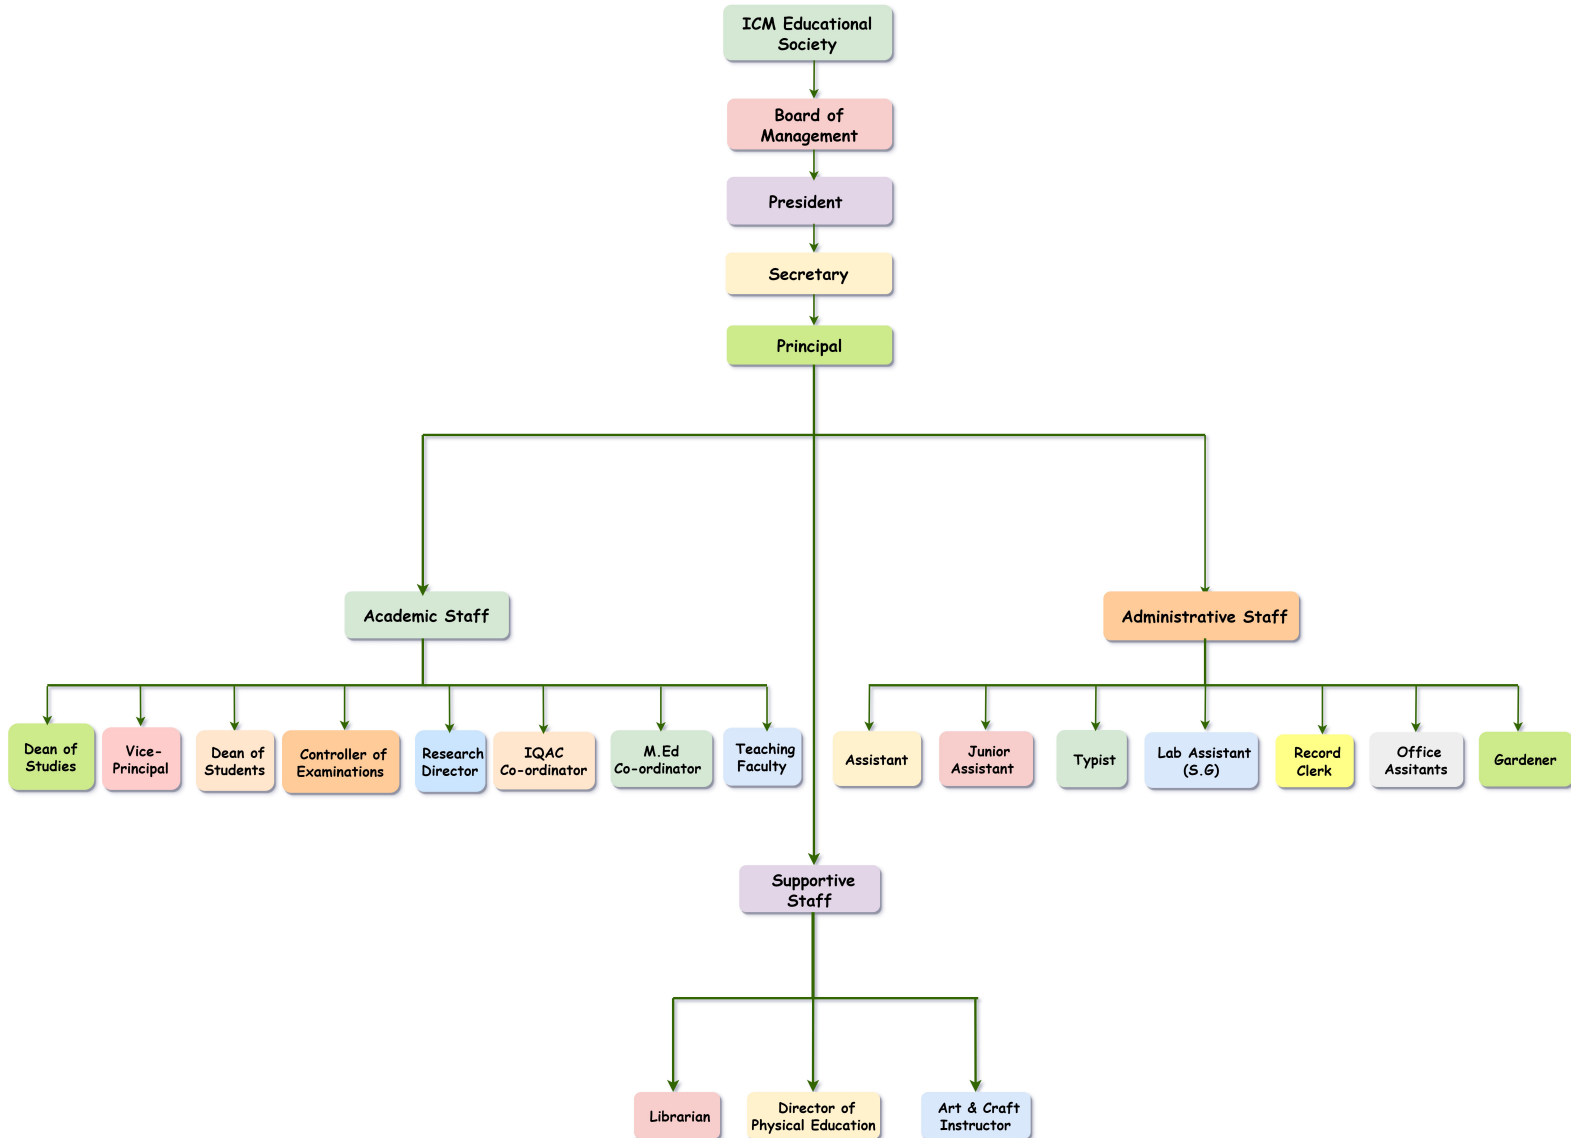 ICM Educational
Society
Board of
Management
President
Secretary
Principal
Academic Staff
Administrative Staff
Dean of
Studies
Vice-
Principal
Dean of
Students
Controller of
Examinations
Research
Director
IQAC
Co-ordinator
M.Ed
Co-ordinator
Teaching
Faculty
Assistant
Junior
Assistant
Typist
Lab Assistant
(S.G)
Record
Clerk
Office
Assitants
Gardener
Supportive
Staff
Librarian
Director of
Physical Education
Art & Craft
Instructor